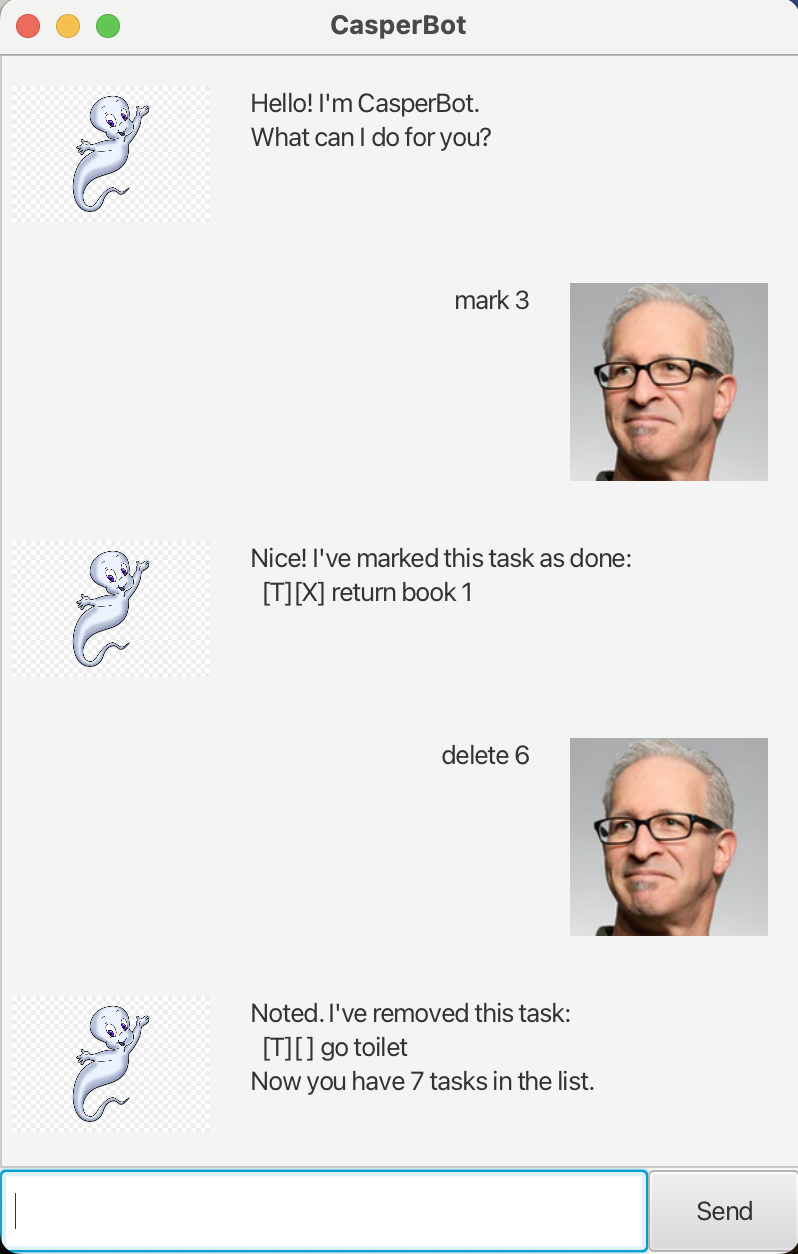 CasperBot
Hello! I'm CasperBot.
What can I do for you?
mark 3
Nice! I've marked this task as done:
[T][X] return book 1
delete 6
Noted. I've removed this task:
[T][ ] go toilet
Now you have 7 tasks in the list.
Send